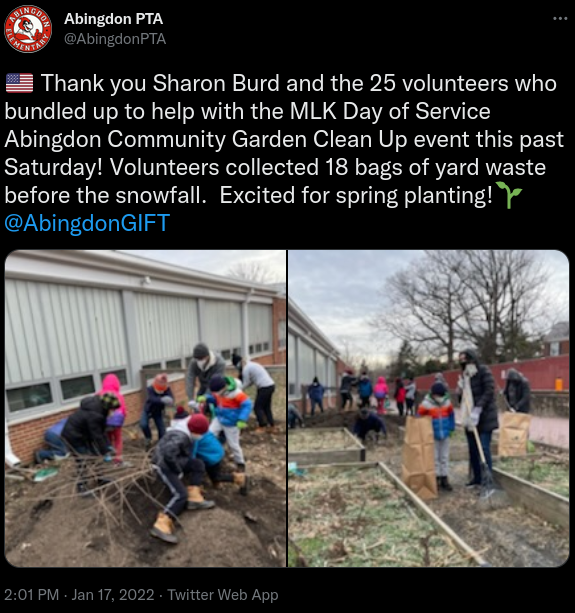 ABINGDON
ELEMENTARY
Abingdon PTA
@AbingdonPTA
🇺🇸 Thank you Sharon Burd and the 25 volunteers who
bundled up to help with the MLK Day of Service
Abingdon Community Garden Clean Up event this past
Saturday! Volunteers collected 18 bags of yard waste
before the snowfall.  Excited for spring planting!🌱
@AbingdonGIFT
2:01 PM · Jan 17, 2022 · Twitter Web App